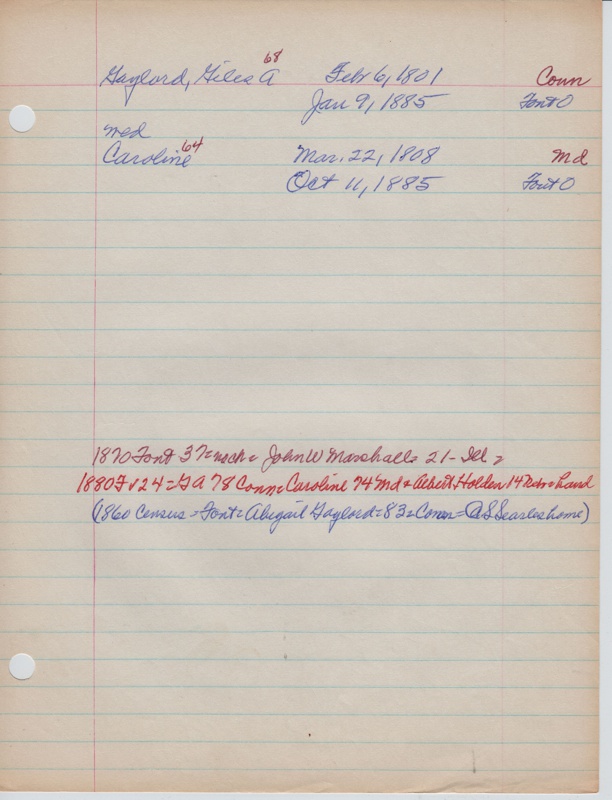 Gaylord, Giles A 68 Feb 6, 1801 Conn
Jan 9, 1885 Font O
med
Caroline 64 Mar. 22, 1808 Md
Oct 11, 1885 Font O
1870 Font 37 = mch = John W Marshall = 21 - Ill =
1880 F v 24 = G A 78 Conn = Caroline 74 Md = Albert Holden 14 = hand
(1860 Census = Font = Abigail Gaylord = 83 = Conn = A S Searles home)